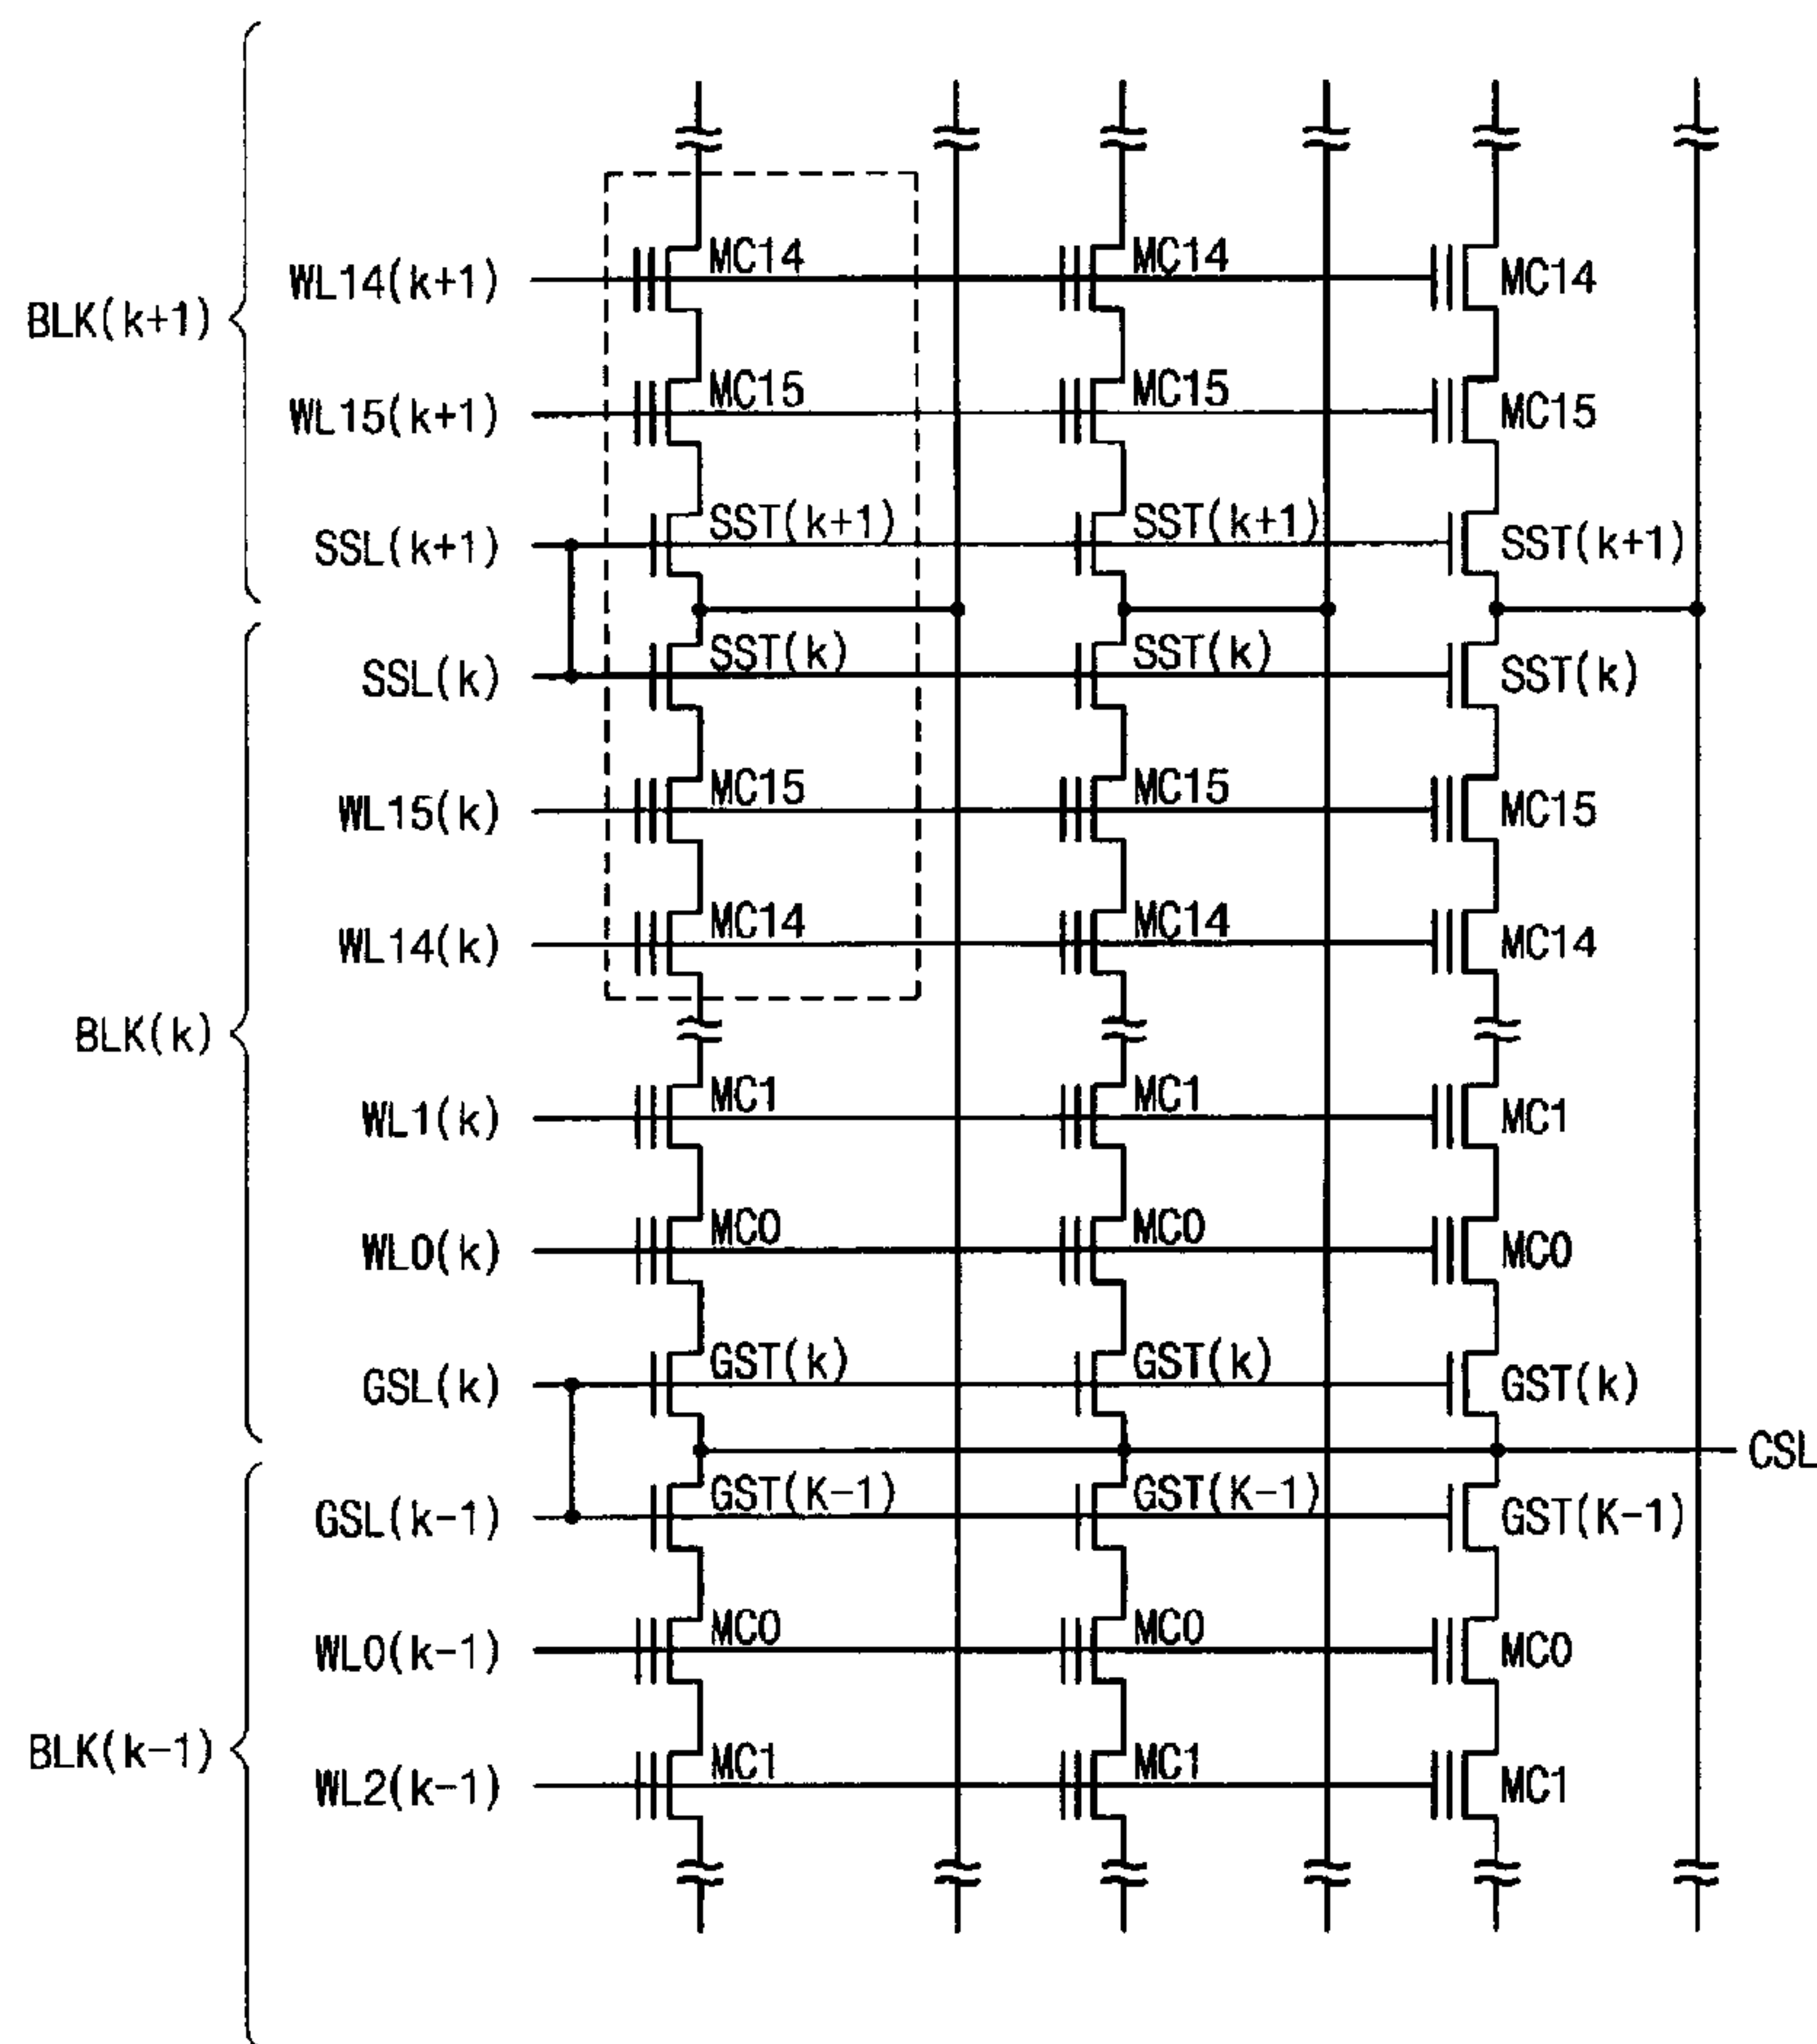 WL14(k+1) MC14 MC14 MC14
BLK(k+1)
WL15(k+1) MC15 MC15 MC15
SSL(k+1) SST(k+1) SST(k+1) SST(k+1)
SSL(k) SST(k) SST(k) SST(k)
WL15(k) MC15 MC15 MC15
WL14(k) MC14 MC14 MC14
BLK(k)
WL1(k) MC1 MC1 MC1
WL0(k) MC0 MC0 MC0
GSL(k) GST(k) GST(k) GST(k)
CSL
GSL(k-1) GST(K-1) GST(K-1) GST(K-1)
WL0(k-1) MC0 MC0 MC0
BLK(k-1)
WL2(k-1) MC1 MC1 MC1